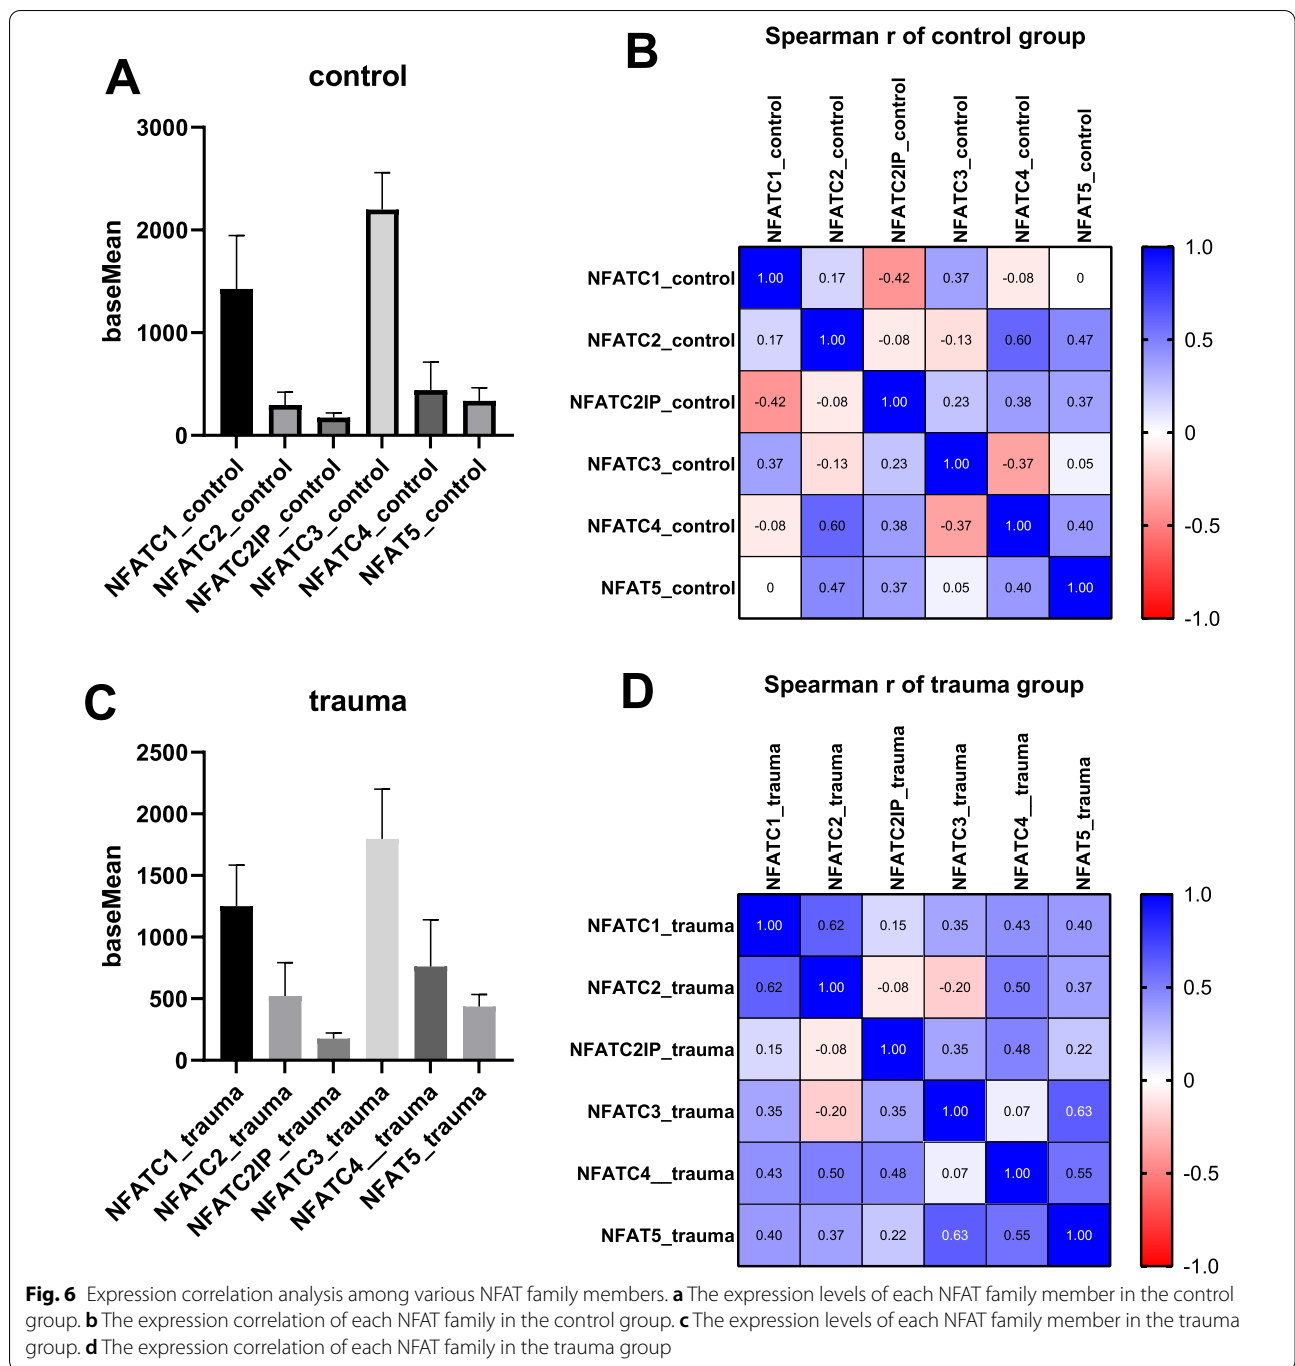 A
control
3000
2000
1000
0
baseMean
NFATC1_control
NFATC2_control
NFATC2IP_control
NFATC3_control
NFATC4_control
NFAT5_control
B
Spearman r of control group
NFATC1_control
NFATC2_control
NFATC2IP_control
NFATC3_control
NFATC4_control
NFAT5_control
NFATC1_control 1.00 0.17 -0.42 0.37 -0.08 0
NFATC2_control 0.17 1.00 -0.08 -0.13 0.60 0.47
NFATC2IP_control -0.42 -0.08 1.00 0.23 0.38 0.37
NFATC3_control 0.37 -0.13 0.23 1.00 -0.37 0.05
NFATC4_control -0.08 0.60 0.38 -0.37 1.00 0.40
NFAT5_control 0 0.47 0.37 0.05 0.40 1.00
1.0
0.5
0
-0.5
-1.0
C
trauma
2500
2000
1500
1000
500
0
baseMean
NFATC1_trauma
NFATC2_trauma
NFATC2IP_trauma
NFATC3_trauma
NFATC4__trauma
NFAT5_trauma
D
Spearman r of trauma group
NFATC1_trauma
NFATC2_trauma
NFATC2IP_trauma
NFATC3_trauma
NFATC4__trauma
NFAT5_trauma
NFATC1_trauma 1.00 0.62 0.15 0.35 0.43 0.40
NFATC2_trauma 0.62 1.00 -0.08 -0.20 0.50 0.37
NFATC2IP_trauma 0.15 -0.08 1.00 0.35 0.48 0.22
NFATC3_trauma 0.35 -0.20 0.35 1.00 0.07 0.63
NFATC4__trauma 0.43 0.50 0.48 0.07 1.00 0.55
NFAT5_trauma 0.40 0.37 0.22 0.63 0.55 1.00
1.0
0.5
0
-0.5
-1.0
Fig. 6 Expression correlation analysis among various NFAT family members. a The expression levels of each NFAT family member in the control
group. b The expression correlation of each NFAT family in the control group. c The expression levels of each NFAT family member in the trauma
group. d The expression correlation of each NFAT family in the trauma group